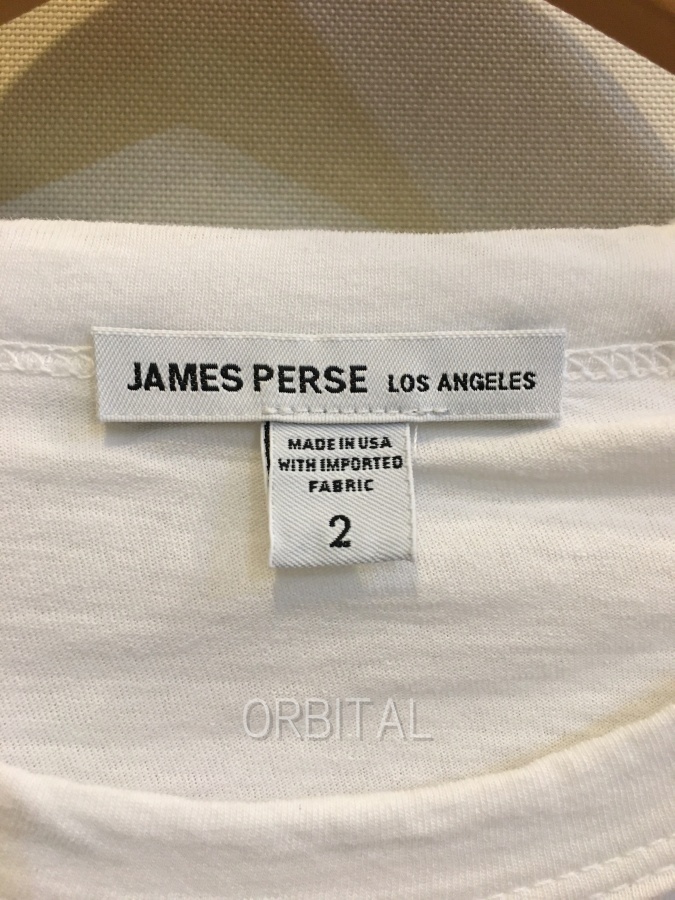 JAMES PERSE LOS ANGELES
MADE IN USA
WITH IMPORTED
FABRIC
2
ORBITAL